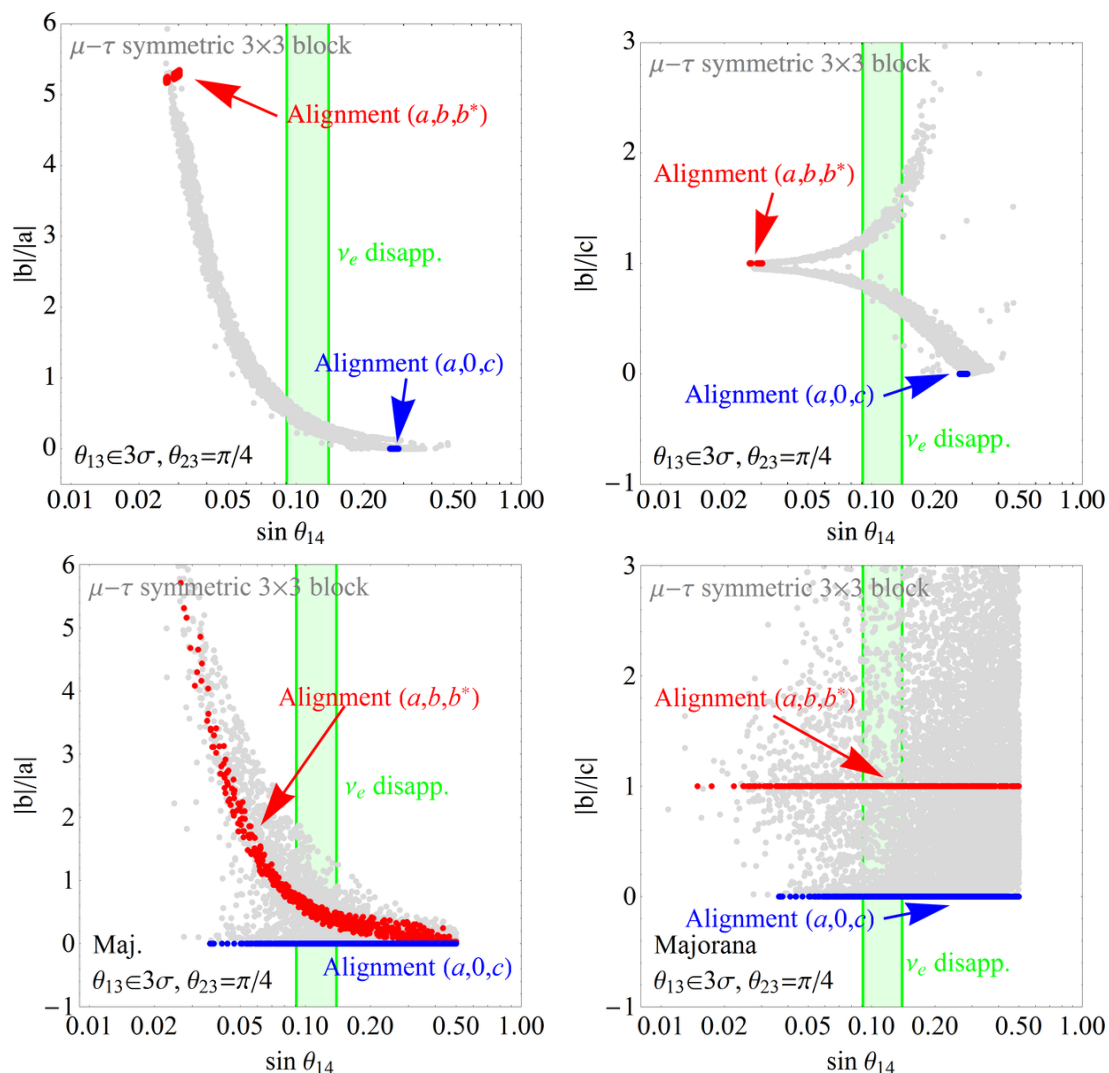 6
5
4
3
2
1
0
|b|/|a|
μ−τ symmetric 3×3 block
Alignment (a,b,b*)
νe disapp.
Alignment (a,0,c)
θ13∈3σ, θ23=π/4
0.01 0.02 0.05 0.10 0.20 0.50 1.00
sin θ14
3
2
1
0
−1
|b|/|c|
μ−τ symmetric 3×3 block
Alignment (a,b,b*)
Alignment (a,0,c)
νe disapp.
θ13∈3σ, θ23=π/4
0.01 0.02 0.05 0.10 0.20 0.50 1.00
sin θ14
6
5
4
3
2
1
0
−1
|b|/|a|
μ−τ symmetric 3×3 block
Alignment (a,b,b*)
νe disapp.
Maj.
Alignment (a,0,c)
θ13∈3σ, θ23=π/4
0.01 0.02 0.05 0.10 0.20 0.50 1.00
sin θ14
3
2
1
0
−1
|b|/|c|
μ−τ symmetric 3×3 block
Alignment (a,b,b*)
Alignment (a,0,c)
Majorana
νe disapp.
θ13∈3σ, θ23=π/4
0.01 0.02 0.05 0.10 0.20 0.50 1.00
sin θ14